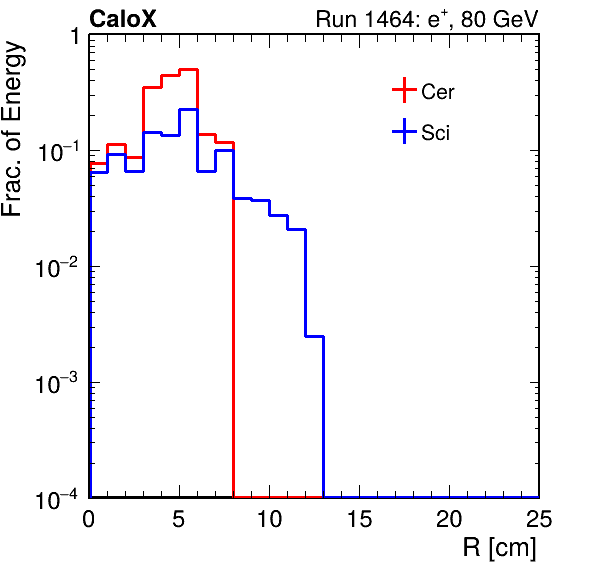 CaloX Run 1464: e⁺, 80 GeV
Frac. of Energy
1
10⁻¹
10⁻²
10⁻³
10⁻⁴
Cer
Sci
0 5 10 15 20 25
R [cm]